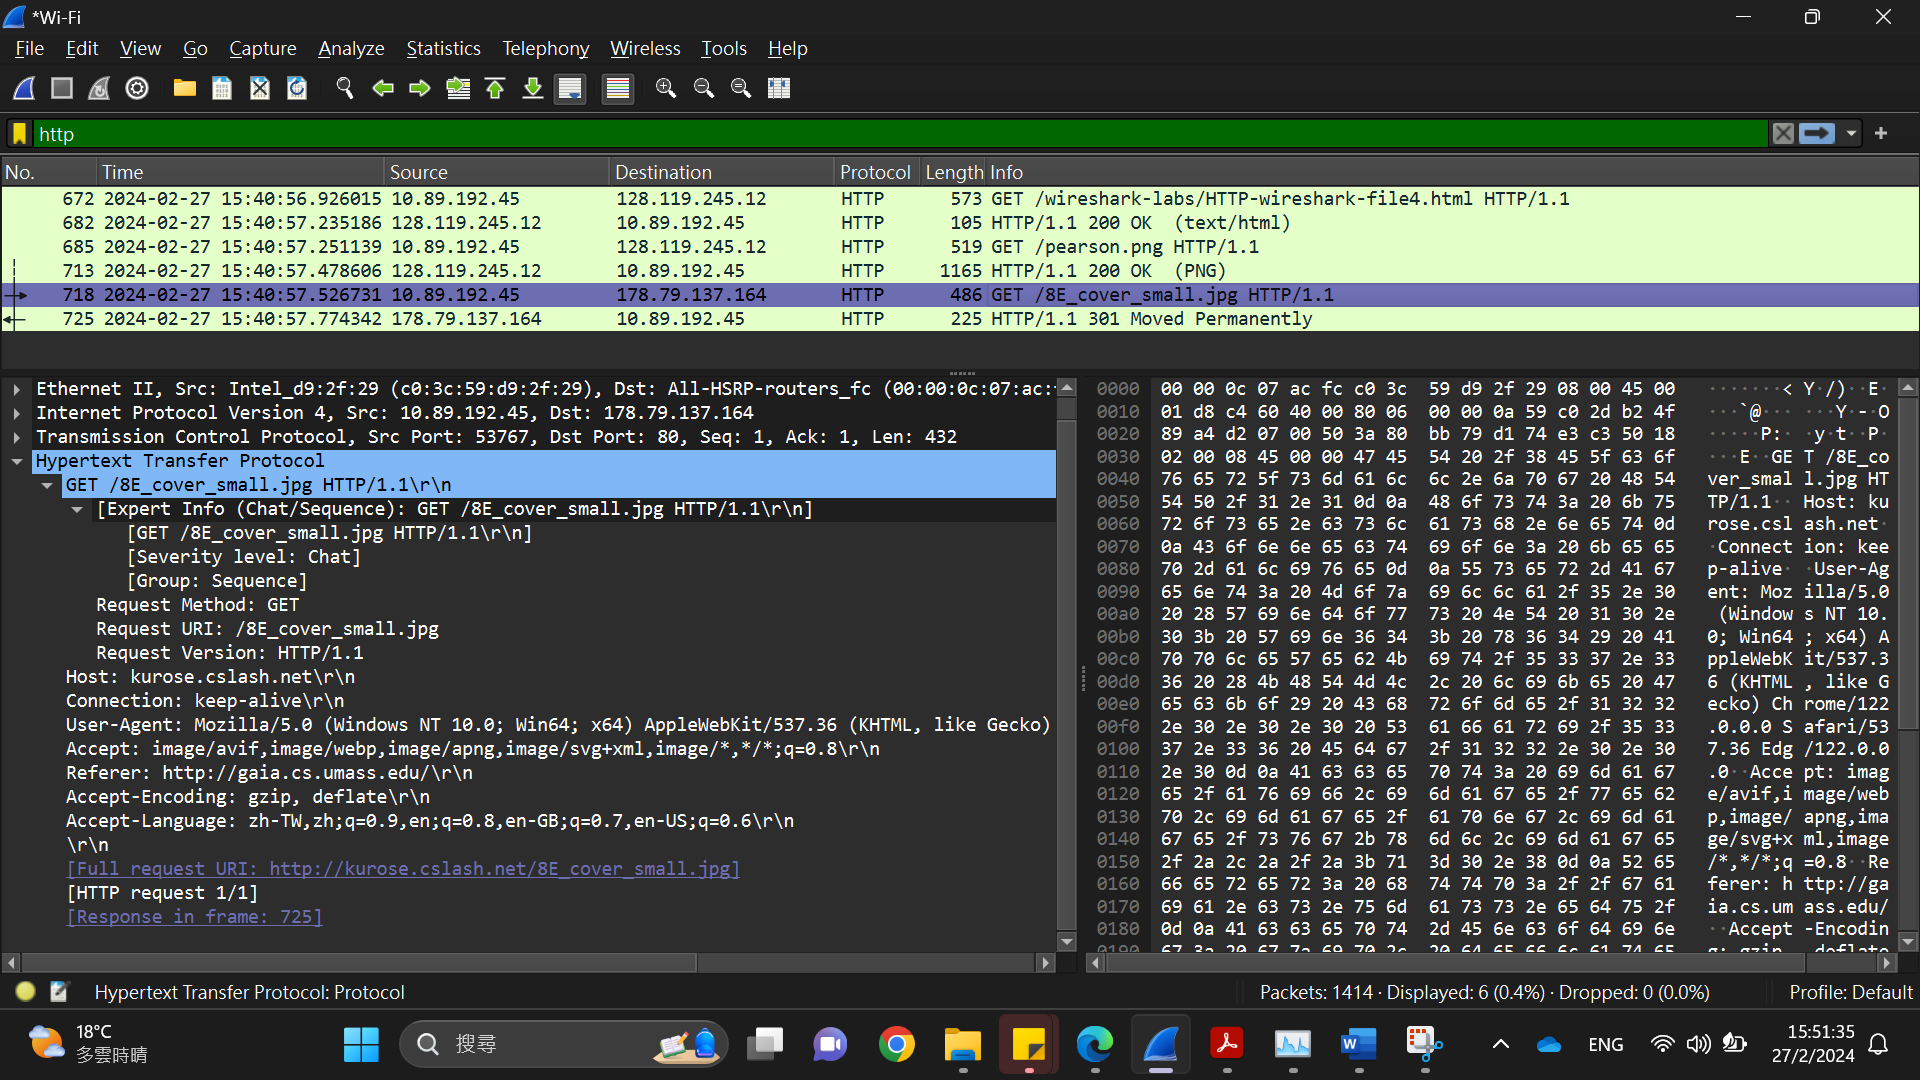 *Wi-Fi
File Edit View Go Capture Analyze Statistics Telephony Wireless Tools Help
http
No. Time Source Destination Protocol Length Info
672 2024-02-27 15:40:56.926015 10.89.192.45 128.119.245.12 HTTP 573 GET /wireshark-labs/HTTP-wireshark-file4.html HTTP/1.1
682 2024-02-27 15:40:57.235186 128.119.245.12 10.89.192.45 HTTP 105 HTTP/1.1 200 OK (text/html)
685 2024-02-27 15:40:57.251139 10.89.192.45 128.119.245.12 HTTP 519 GET /pearson.png HTTP/1.1
713 2024-02-27 15:40:57.478606 128.119.245.12 10.89.192.45 HTTP 1165 HTTP/1.1 200 OK (PNG)
718 2024-02-27 15:40:57.526731 10.89.192.45 178.79.137.164 HTTP 486 GET /8E_cover_small.jpg HTTP/1.1
725 2024-02-27 15:40:57.774342 178.79.137.164 10.89.192.45 HTTP 225 HTTP/1.1 301 Moved Permanently
Ethernet II, Src: Intel_d9:2f:29 (c0:3c:59:d9:2f:29), Dst: All-HSRP-routers_fc (00:00:0c:07:ac:
Internet Protocol Version 4, Src: 10.89.192.45, Dst: 178.79.137.164
Transmission Control Protocol, Src Port: 53767, Dst Port: 80, Seq: 1, Ack: 1, Len: 432
Hypertext Transfer Protocol
GET /8E_cover_small.jpg HTTP/1.1\r\n
[Expert Info (Chat/Sequence): GET /8E_cover_small.jpg HTTP/1.1\r\n]
[GET /8E_cover_small.jpg HTTP/1.1\r\n]
[Severity level: Chat]
[Group: Sequence]
Request Method: GET
Request URI: /8E_cover_small.jpg
Request Version: HTTP/1.1
Host: kurose.cslash.net\r\n
Connection: keep-alive\r\n
User-Agent: Mozilla/5.0 (Windows NT 10.0; Win64; x64) AppleWebKit/537.36 (KHTML, like Gecko)
Accept: image/avif,image/webp,image/apng,image/svg+xml,image/*,*/*;q=0.8\r\n
Referer: http://gaia.cs.umass.edu/\r\n
Accept-Encoding: gzip, deflate\r\n
Accept-Language: zh-TW,zh;q=0.9,en;q=0.8,en-GB;q=0.7,en-US;q=0.6\r\n
\r\n
[Full request URI: http://kurose.cslash.net/8E_cover_small.jpg]
[HTTP request 1/1]
[Response in frame: 725]
0000 00 00 0c 07 ac fc c0 3c 59 d9 2f 29 08 00 45 00 ·······< Y·/)··E·
0010 01 d8 c4 60 40 00 80 06 00 00 0a 59 c0 2d b2 4f ···`@··· ···Y·-·O
0020 89 a4 d2 07 00 50 3a 80 bb 79 d1 74 e3 c3 50 18 ·····P:· ·y·t··P·
0030 02 00 08 45 00 00 47 45 54 20 2f 38 45 5f 63 6f ···E··GE T /8E_co
0040 76 65 72 5f 73 6d 61 6c 6c 2e 6a 70 67 20 48 54 ver_smal l.jpg HT
0050 54 50 2f 31 2e 31 0d 0a 48 6f 73 74 3a 20 6b 75 TP/1.1·· Host: ku
0060 72 6f 73 65 2e 63 73 6c 61 73 68 2e 6e 65 74 0d rose.csl ash.net·
0070 0a 43 6f 6e 6e 65 63 74 69 6f 6e 3a 20 6b 65 65 ·Connect ion: kee
0080 70 2d 61 6c 69 76 65 0d 0a 55 73 65 72 2d 41 67 p-alive· ·User-Ag
0090 65 6e 74 3a 20 4d 6f 7a 69 6c 6c 61 2f 35 2e 30 ent: Moz illa/5.0
00a0 20 28 57 69 6e 64 6f 77 73 20 4e 54 20 31 30 2e (Window s NT 10.
00b0 30 3b 20 57 69 6e 36 34 3b 20 78 36 34 29 20 41 0; Win64 ; x64) A
00c0 70 70 6c 65 57 65 62 4b 69 74 2f 35 33 37 2e 33 ppleWebK it/537.3
00d0 36 20 28 4b 48 54 4d 4c 2c 20 6c 69 6b 65 20 47 6 (KHTML , like G
00e0 65 63 6b 6f 29 20 43 68 72 6f 6d 65 2f 31 32 32 ecko) Ch rome/122
00f0 2e 30 2e 30 2e 30 20 53 61 66 61 72 69 2f 35 33 .0.0.0 S afari/53
0100 37 2e 33 36 20 45 64 67 2f 31 32 32 2e 30 2e 30 7.36 Edg /122.0.0
0110 2e 30 0d 0a 41 63 63 65 70 74 3a 20 69 6d 61 67 .0··Acce pt: imag
0120 65 2f 61 76 69 66 2c 69 6d 61 67 65 2f 77 65 62 e/avif,i mage/web
0130 70 2c 69 6d 61 67 65 2f 61 70 6e 67 2c 69 6d 61 p,image/ apng,ima
0140 67 65 2f 73 76 67 2b 78 6d 6c 2c 69 6d 61 67 65 ge/svg+x ml,image
0150 2f 2a 2c 2a 2f 2a 3b 71 3d 30 2e 38 0d 0a 52 65 /*,*/*;q =0.8··Re
0160 66 65 72 65 72 3a 20 68 74 74 70 3a 2f 2f 67 61 ferer: h ttp://ga
0170 69 61 2e 63 73 2e 75 6d 61 73 73 2e 65 64 75 2f ia.cs.um ass.edu/
0180 0d 0a 41 63 63 65 70 74 2d 45 6e 63 6f 64 69 6e ··Accept -Encodin
0190 67 3a 20 67 7a 69 70 2c 20 64 65 66 6c 61 74 65 g: gzip, deflate
Hypertext Transfer Protocol: Protocol
Packets: 1414 · Displayed: 6 (0.4%) · Dropped: 0 (0.0%)
Profile: Default
18°C
多雲時晴
搜尋
ENG
15:51:35
27/2/2024